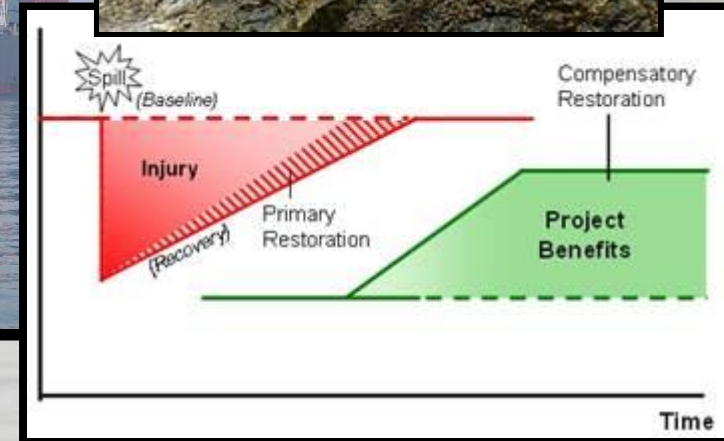 Spill
(Baseline)
Compensatory
Restoration
Injury
Primary
Restoration
(Recovery)
Project
Benefits
Time